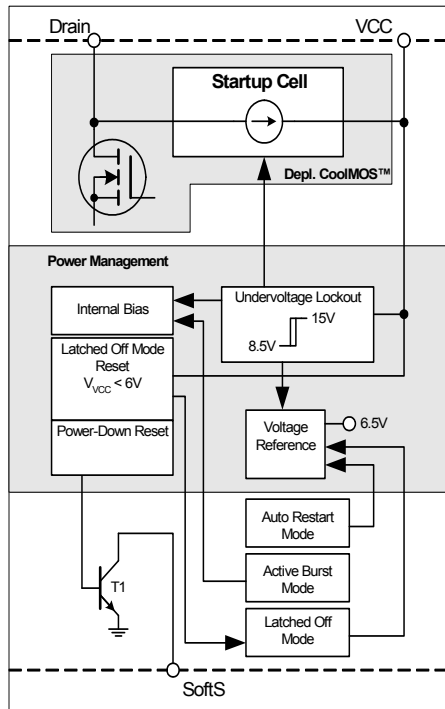 Drain
VCC
Startup Cell
Depl. CoolMOS™
Power Management
Internal Bias
Undervoltage Lockout
15V
8.5V
Latched Off Mode
Reset
VVCC < 6V
Power-Down Reset
Voltage
Reference
6.5V
Auto Restart
Mode
Active Burst
Mode
T1
Latched Off
Mode
SoftS